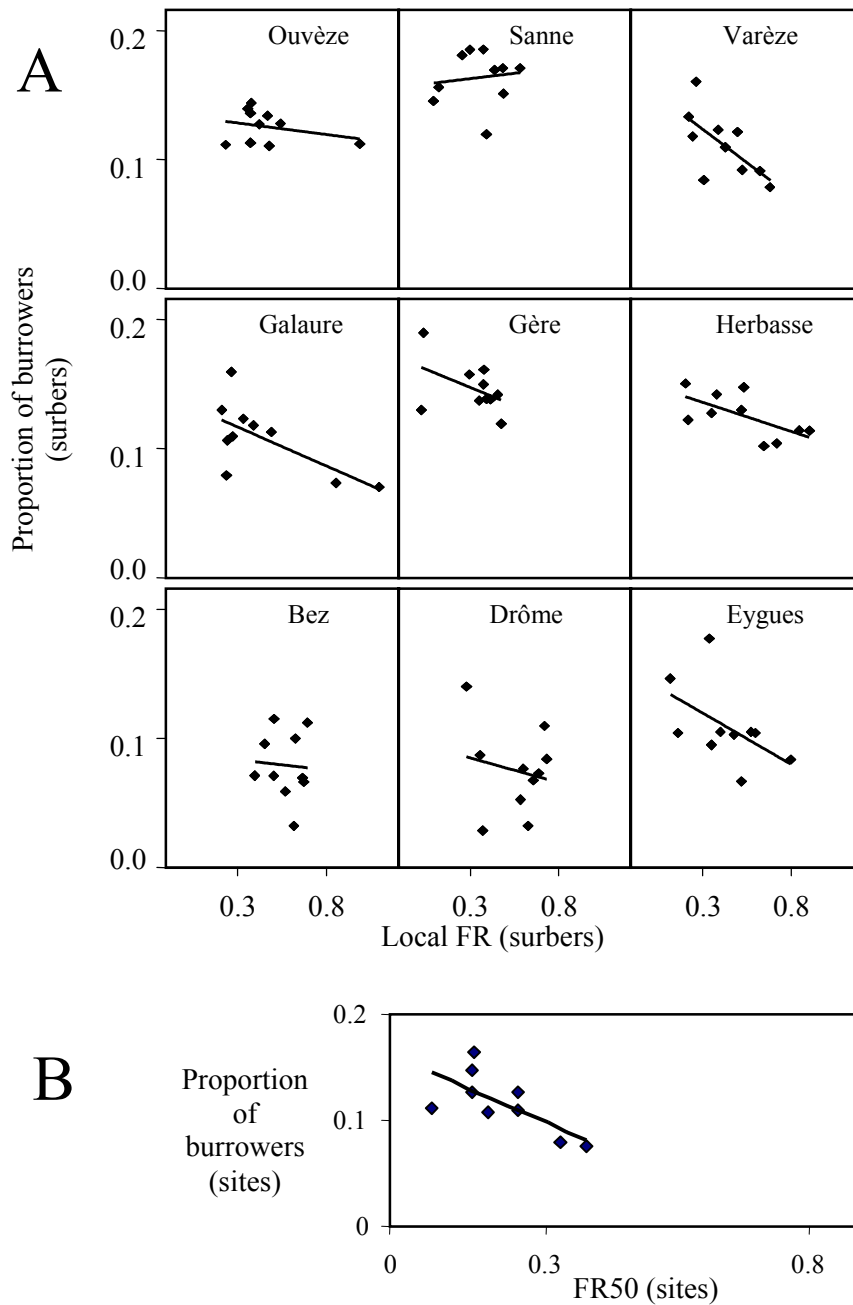 A
Ouvèze
Sanne
Varèze
0.2
0.1
0.0
Galaure
Gère
Herbasse
0.2
0.1
0.0
Proportion of burrowers
(surbers)
Bez
Drôme
Eygues
0.2
0.1
0.0
0.3 0.8 0.3 0.8 0.3 0.8
Local FR (surbers)
B
Proportion
of
burrowers
(sites)
0.2
0.1
0
0 0.3 0.8
FR50 (sites)